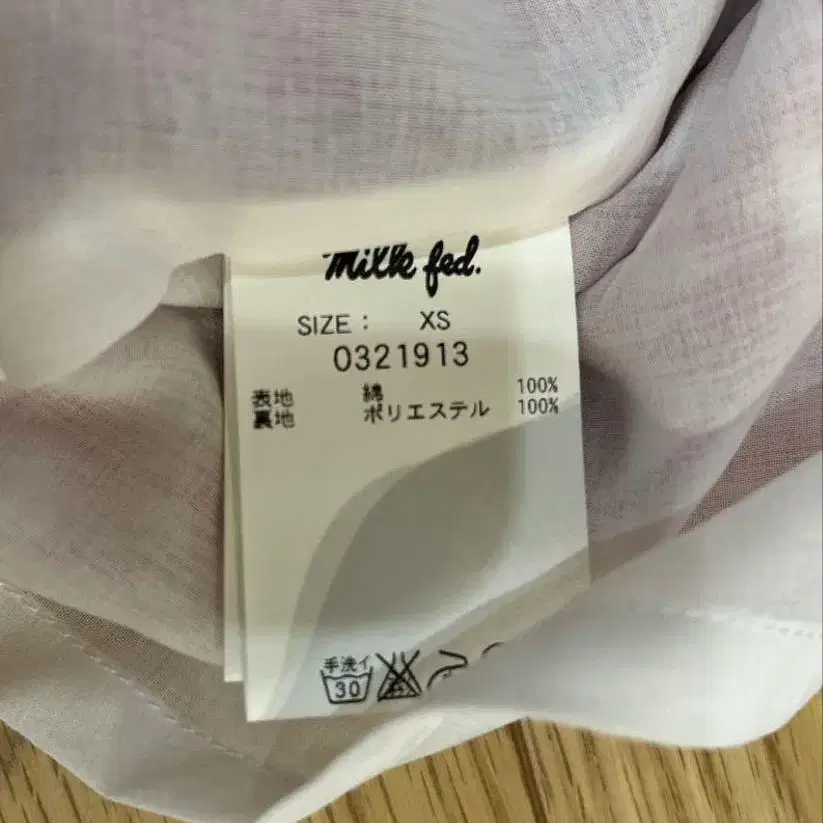 milk fed.
SIZE : XS
0321913
表地 綿 100%
裏地 ポリエステル 100%
手洗イ
30